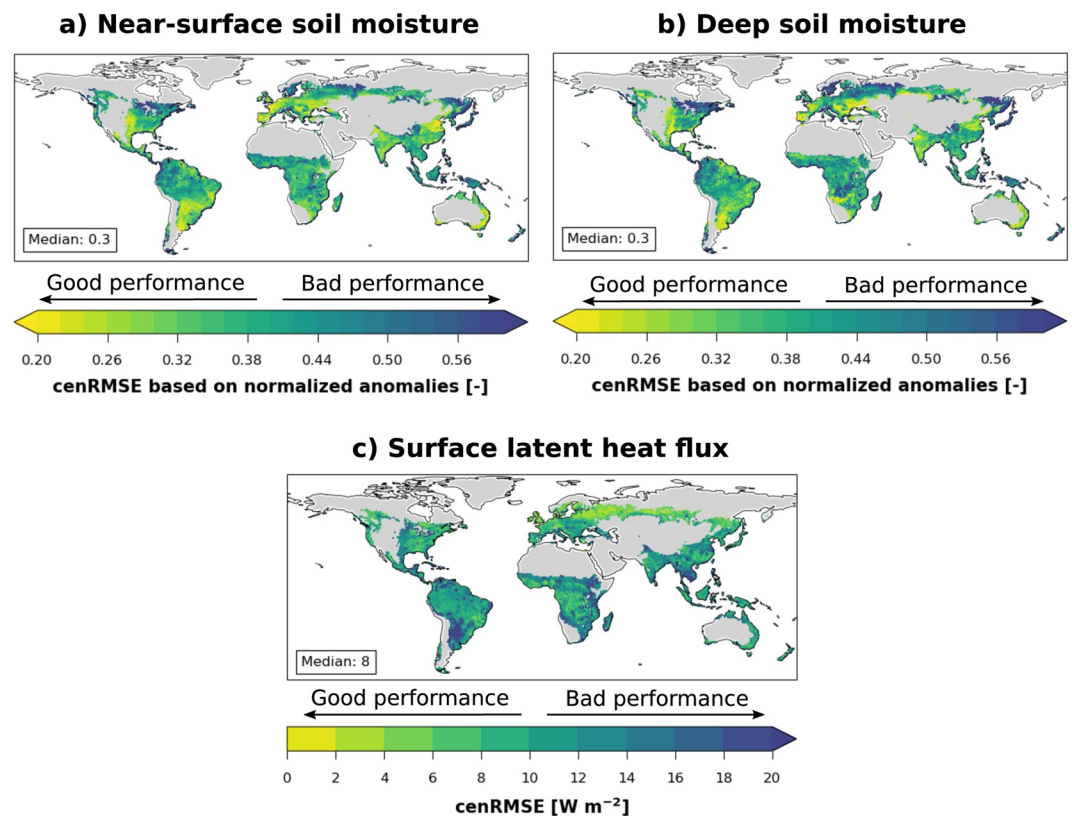 a) Near-surface soil moisture
Median: 0.3
Good performance
Bad performance
0.20 0.26 0.32 0.38 0.44 0.50 0.56
cenRMSE based on normalized anomalies [-]
b) Deep soil moisture
Median: 0.3
Good performance
Bad performance
0.20 0.26 0.32 0.38 0.44 0.50 0.56
cenRMSE based on normalized anomalies [-]
c) Surface latent heat flux
Median: 8
Good performance
Bad performance
0 2 4 6 8 10 12 14 16 18 20
cenRMSE [W m⁻²]